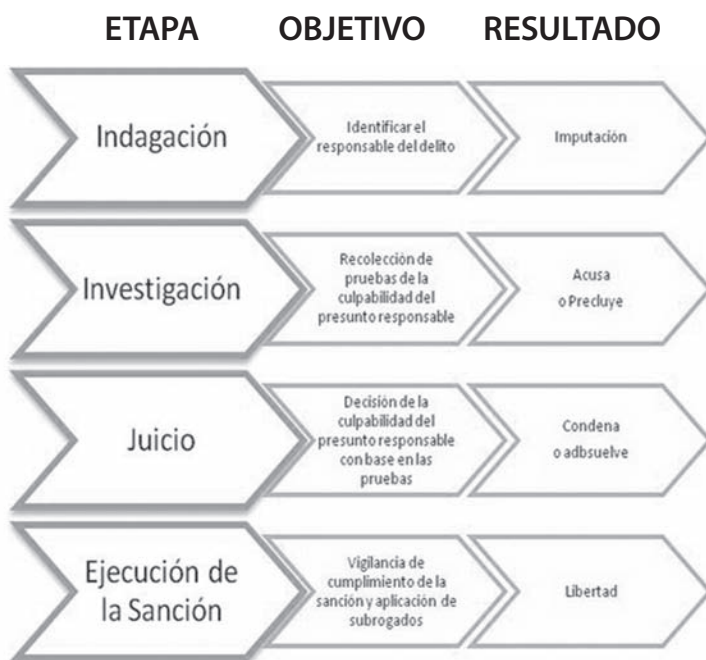 ETAPA OBJETIVO RESULTADO
Indagación
Identificar el
responsable del delito
Imputación
Investigación
Recolección de
pruebas de la
culpabilidad del
presunto responsable
Acusa
o Precluye
Juicio
Decisión de la
culpabilidad del
presunto responsable
con base en las
pruebas
Condena
o adbsuelve
Ejecución de
la Sanción
Vigilancia de
cumplimiento de la
sanción y aplicación de
subrogados
Libertad